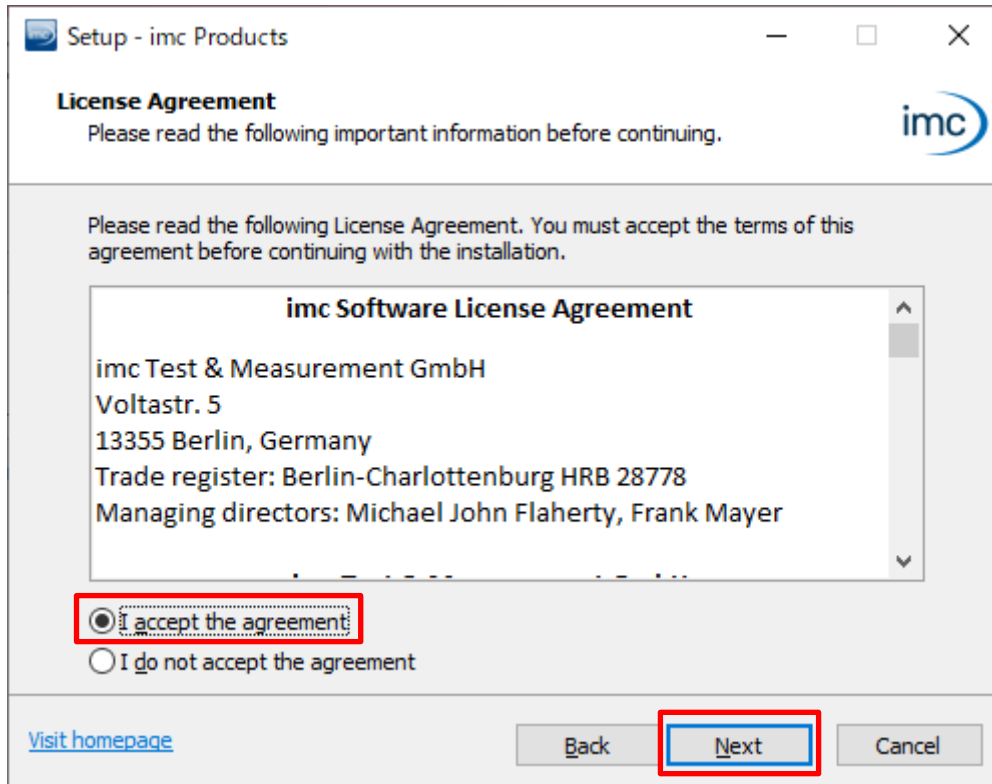 Setup - imc Products
License Agreement
Please read the following important information before continuing.
imc
Please read the following License Agreement. You must accept the terms of this
agreement before continuing with the installation.
imc Software License Agreement
imc Test & Measurement GmbH
Voltastr. 5
13355 Berlin, Germany
Trade register: Berlin-Charlottenburg HRB 28778
Managing directors: Michael John Flaherty, Frank Mayer
I accept the agreement
I do not accept the agreement
Visit homepage
Back
Next
Cancel